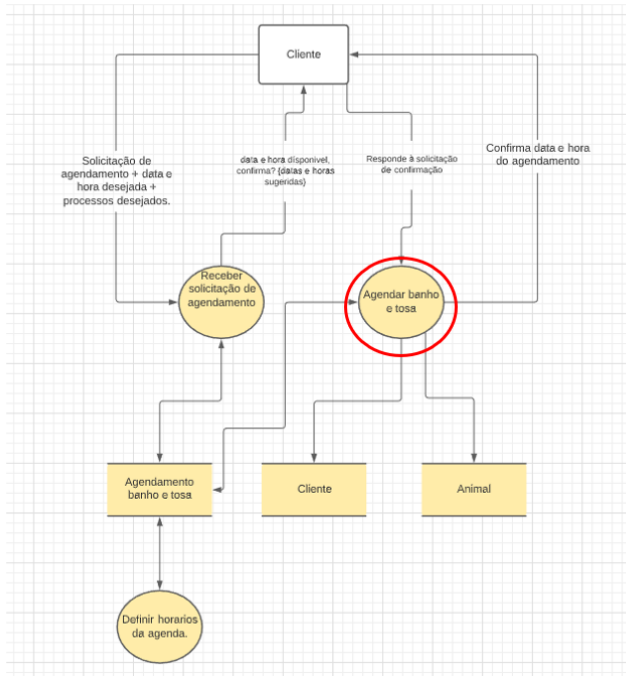 Cliente
Solicitação de
agendamento + data e
hora desejada +
processos desejados.
data e hora disponivel,
confirma? (datas e horas
sugeridas)
Responde à solicitação
de confirmação
Confirma data e hora
do agendamento
Receber
solicitação de
agendamento
Agendar banho
e tosa
Agendamento
banho e tosa
Cliente
Animal
Definir horarios
da agenda.